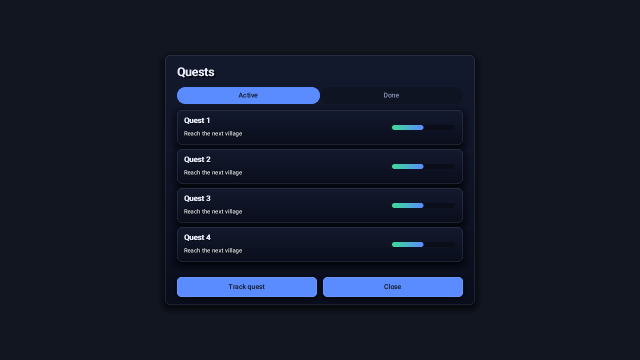 Quests
Active
Done
Quest 1
Reach the next village
Quest 2
Reach the next village
Quest 3
Reach the next village
Quest 4
Reach the next village
Track quest
Close